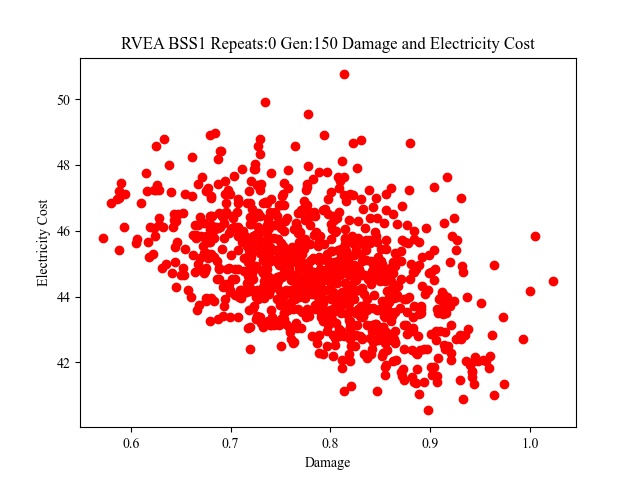 RVEA BSS1 Repeats:0 Gen:150 Damage and Electricity Cost
50
48
46
44
42
Electricity Cost
0.6 0.7 0.8 0.9 1.0
Damage